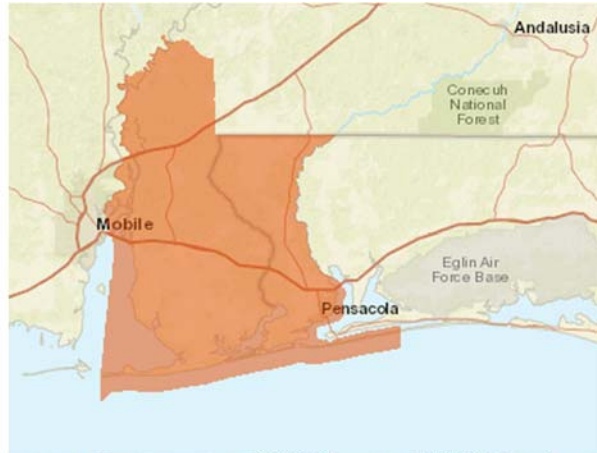 Andalusia
Conecuh
National
Forest
Mobile
Eglin Air
Force Base
Pensacola